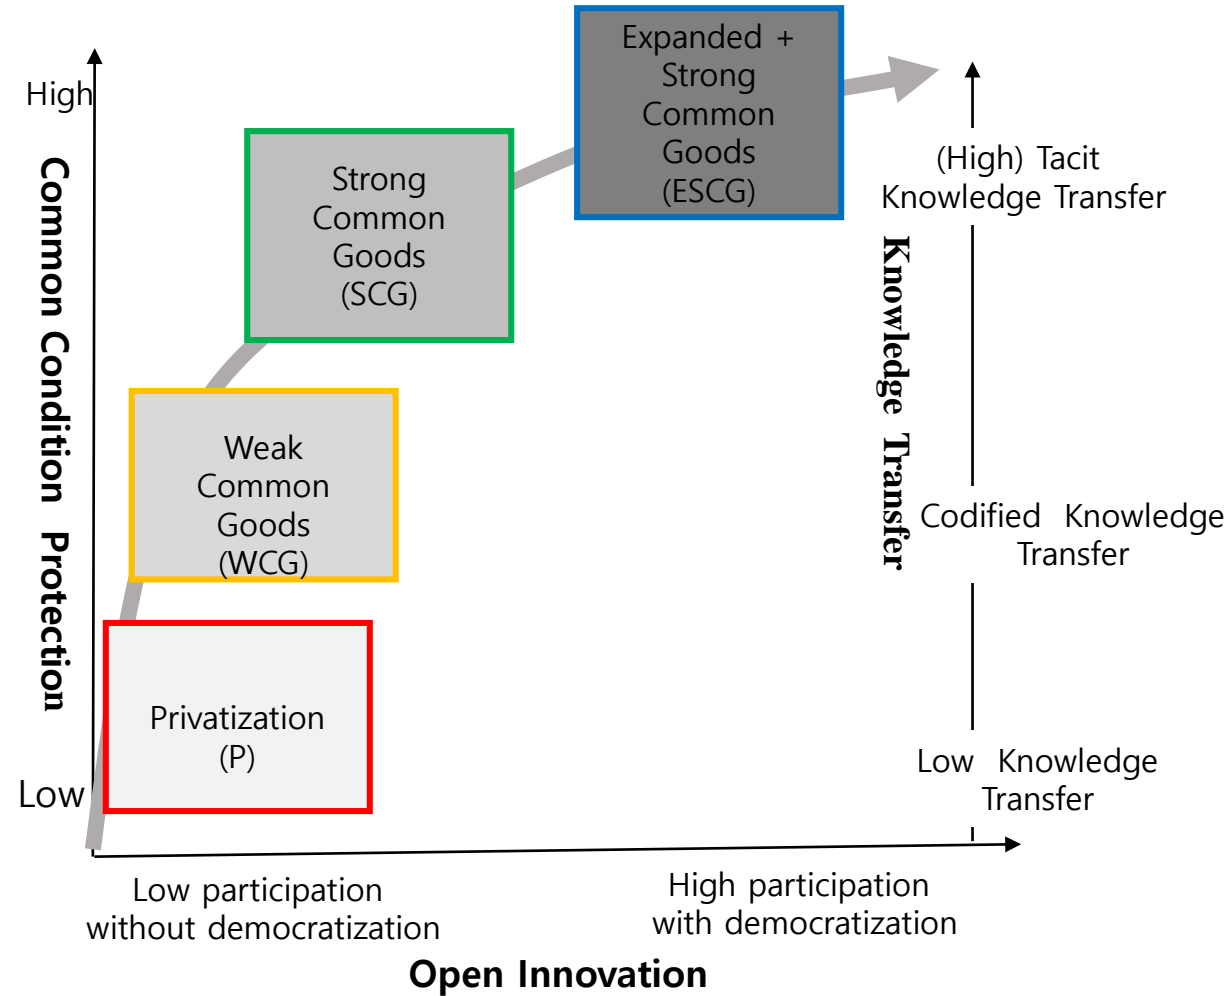 Expanded +
Strong
Common
Goods
(ESCG)
High
Strong
Common
Goods
(SCG)
(High) Tacit
Knowledge Transfer
Common Condition Protection
Knowledge Transfer
Weak
Common
Goods
(WCG)
Codified Knowledge
Transfer
Privatization
(P)
Low
Low Knowledge
Transfer
Low participation
without democratization
High participation
with democratization
Open Innovation